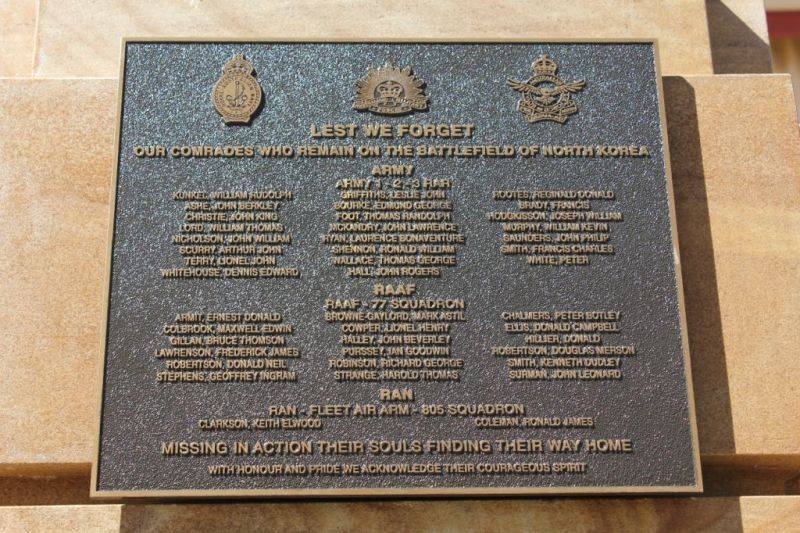 LEST WE FORGET
OUR COMRADES WHO REMAIN ON THE BATTLEFIELD OF NORTH KOREA
ARMY
ARMY 1 - 2 - 3 RAR
KUNKEL, WILLIAM RUDOLPH GRIFFITHS, LESLIE JOHN ROOTES, REGINALD DONALD
ASHE, JOHN BERKLEY BOURKE, EDMUND GEORGE BRADY, FRANCIS
CHRISTIE, JOHN KING FOOT, THOMAS RANDOLPH HODGKISSON, JOSEPH WILLIAM
LORD, WILLIAM THOMAS MCKANDRY, JOHN LAWRENCE MURPHY, WILLIAM KEVIN
NICHOLSON, JOHN WILLIAM RYAN, LAURENCE BONAVENTURE SAUNDERS, JOHN PHILIP
SCURRY, ARTHUR JOHN SHENNON, RONALD WILLIAM SMITH, FRANCIS CHARLES
TERRY, LIONEL JOHN WALLACE, THOMAS GEORGE WHITE, PETER
WHITEHOUSE, DENNIS EDWARD HALL, JOHN ROGERS
RAAF
RAAF - 77 SQUADRON
ARMIT, ERNEST DONALD BROWNE-GAYLORD, MARK ASTIL CHALMERS, PETER BOTLEY
COLBROOK, MAXWELL EDWIN COWPER, LIONEL HENRY ELLIS, DONALD CAMPBELL
GILLAN, BRUCE THOMSON HALLEY, JOHN BEVERLEY HILLIER, DONALD
LAWRENSON, FREDERICK JAMES PURSSEY, IAN GOODWIN ROBERTSON, DOUGLAS MERSON
ROBERTSON, DONALD NEIL ROBINSON, RICHARD GEORGE SMITH, KENNETH DUDLEY
STEPHENS, GEOFFREY INGRAM STRANGE, HAROLD THOMAS SURMAN, JOHN LEONARD
RAN
RAN - FLEET AIR ARM - 805 SQUADRON
CLARKSON, KEITH ELWOOD COLEMAN, RONALD JAMES
MISSING IN ACTION THEIR SOULS FINDING THEIR WAY HOME
WITH HONOUR AND PRIDE WE ACKNOWLEDGE THEIR COURAGEOUS SPIRIT